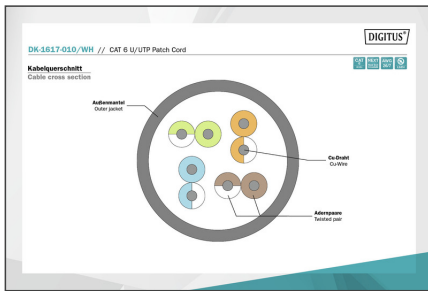 DIGITUS®
DK-1617-010/WH // CAT 6 U/UTP Patch Cord
Kabelquerschnitt
Cable cross section
Außenmantel
Outer jacket
Cu-Draht
Cu-Wire
Adernpaare
Twisted pair